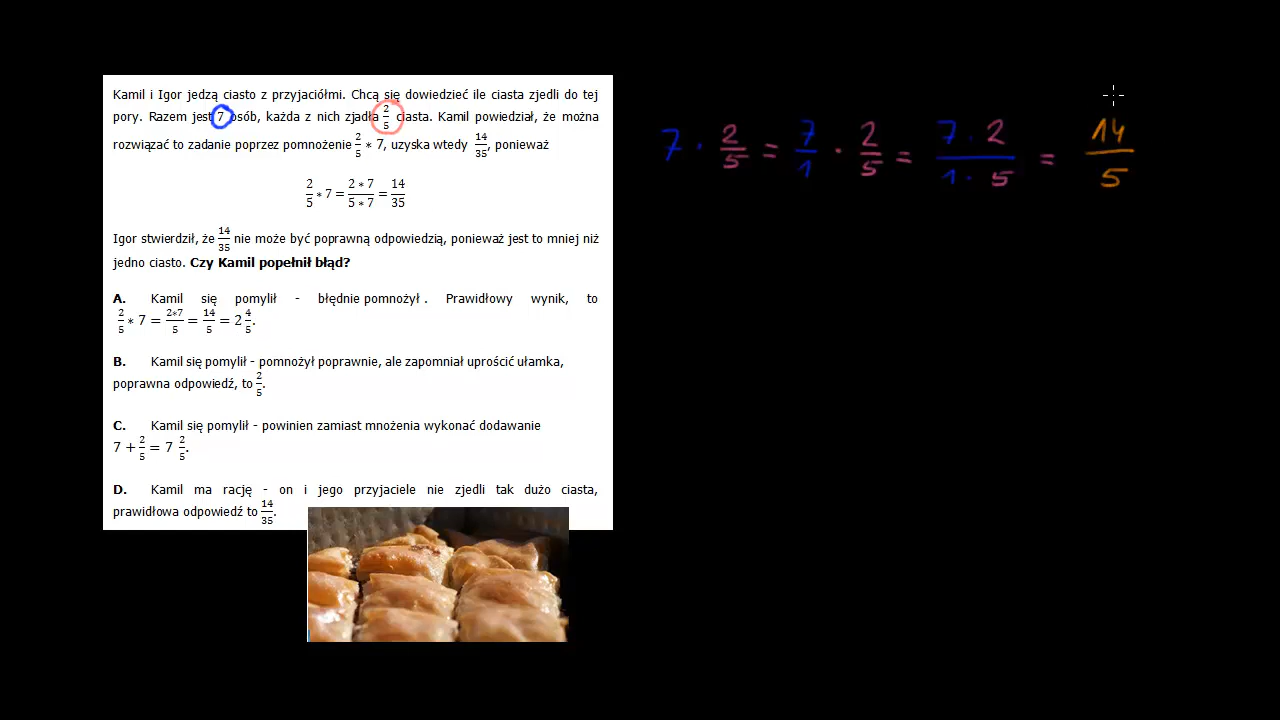 Kamil i Igor jedzą ciasto z przyjaciółmi. Chcą się dowiedzieć ile ciasta zjedli do tej
pory. Razem jest 7 osób, każda z nich zjadła 2/5 ciasta. Kamil powiedział, że można
rozwiązać to zadanie poprzez pomnożenie 2/5 * 7, uzyska wtedy 14/35, ponieważ
2/5 * 7 = (2 * 7)/(5 * 7) = 14/35
Igor stwierdził, że 14/35 nie może być poprawną odpowiedzią, ponieważ jest to mniej niż
jedno ciasto. Czy Kamil popełnił błąd?
A. Kamil się pomylił - błędnie pomnożył . Prawidłowy wynik, to
2/5 * 7 = (2*7)/5 = 14/5 = 2 4/5.
B. Kamil się pomylił - pomnożył poprawnie, ale zapomniał uprościć ułamka,
poprawna odpowiedź, to 2/5.
C. Kamil się pomylił - powinien zamiast mnożenia wykonać dodawanie
7 + 2/5 = 7 2/5.
D. Kamil ma rację - on i jego przyjaciele nie zjedli tak dużo ciasta,
prawidłowa odpowiedź to 14/35.
7 · 2/5 = 7/1 · 2/5 = (7 · 2)/(1 · 5) = 14/5